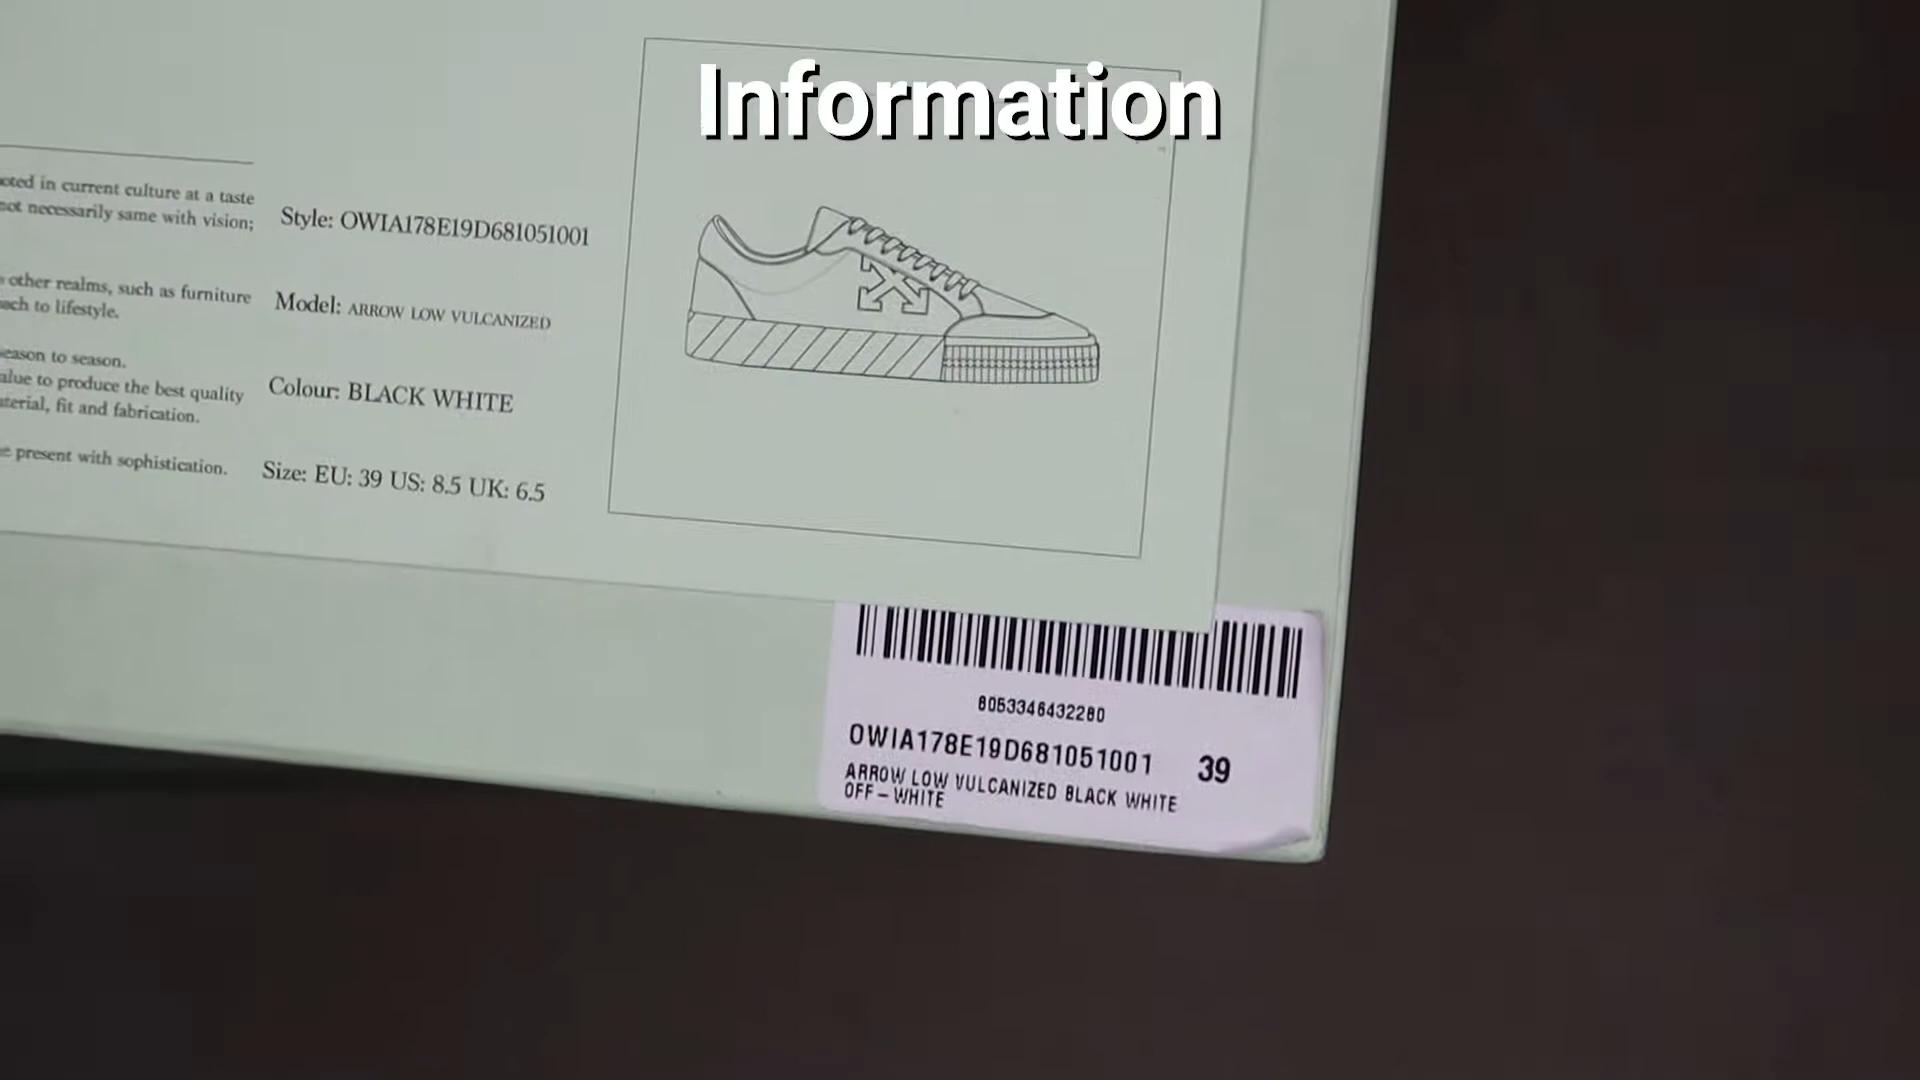 Information
oted in current culture at a taste
not necessarily same with vision;
other realms, such as furniture
ach to lifestyle.
eason to season.
alue to produce the best quality
aterial, fit and fabrication.
e present with sophistication.
Style: OWIA178E19D681051001
Model: ARROW LOW VULCANIZED
Colour: BLACK WHITE
Size: EU: 39 US: 8.5 UK: 6.5
8053346432280
OWIA178E19D681051001 39
ARROW LOW VULCANIZED BLACK WHITE
OFF-WHITE